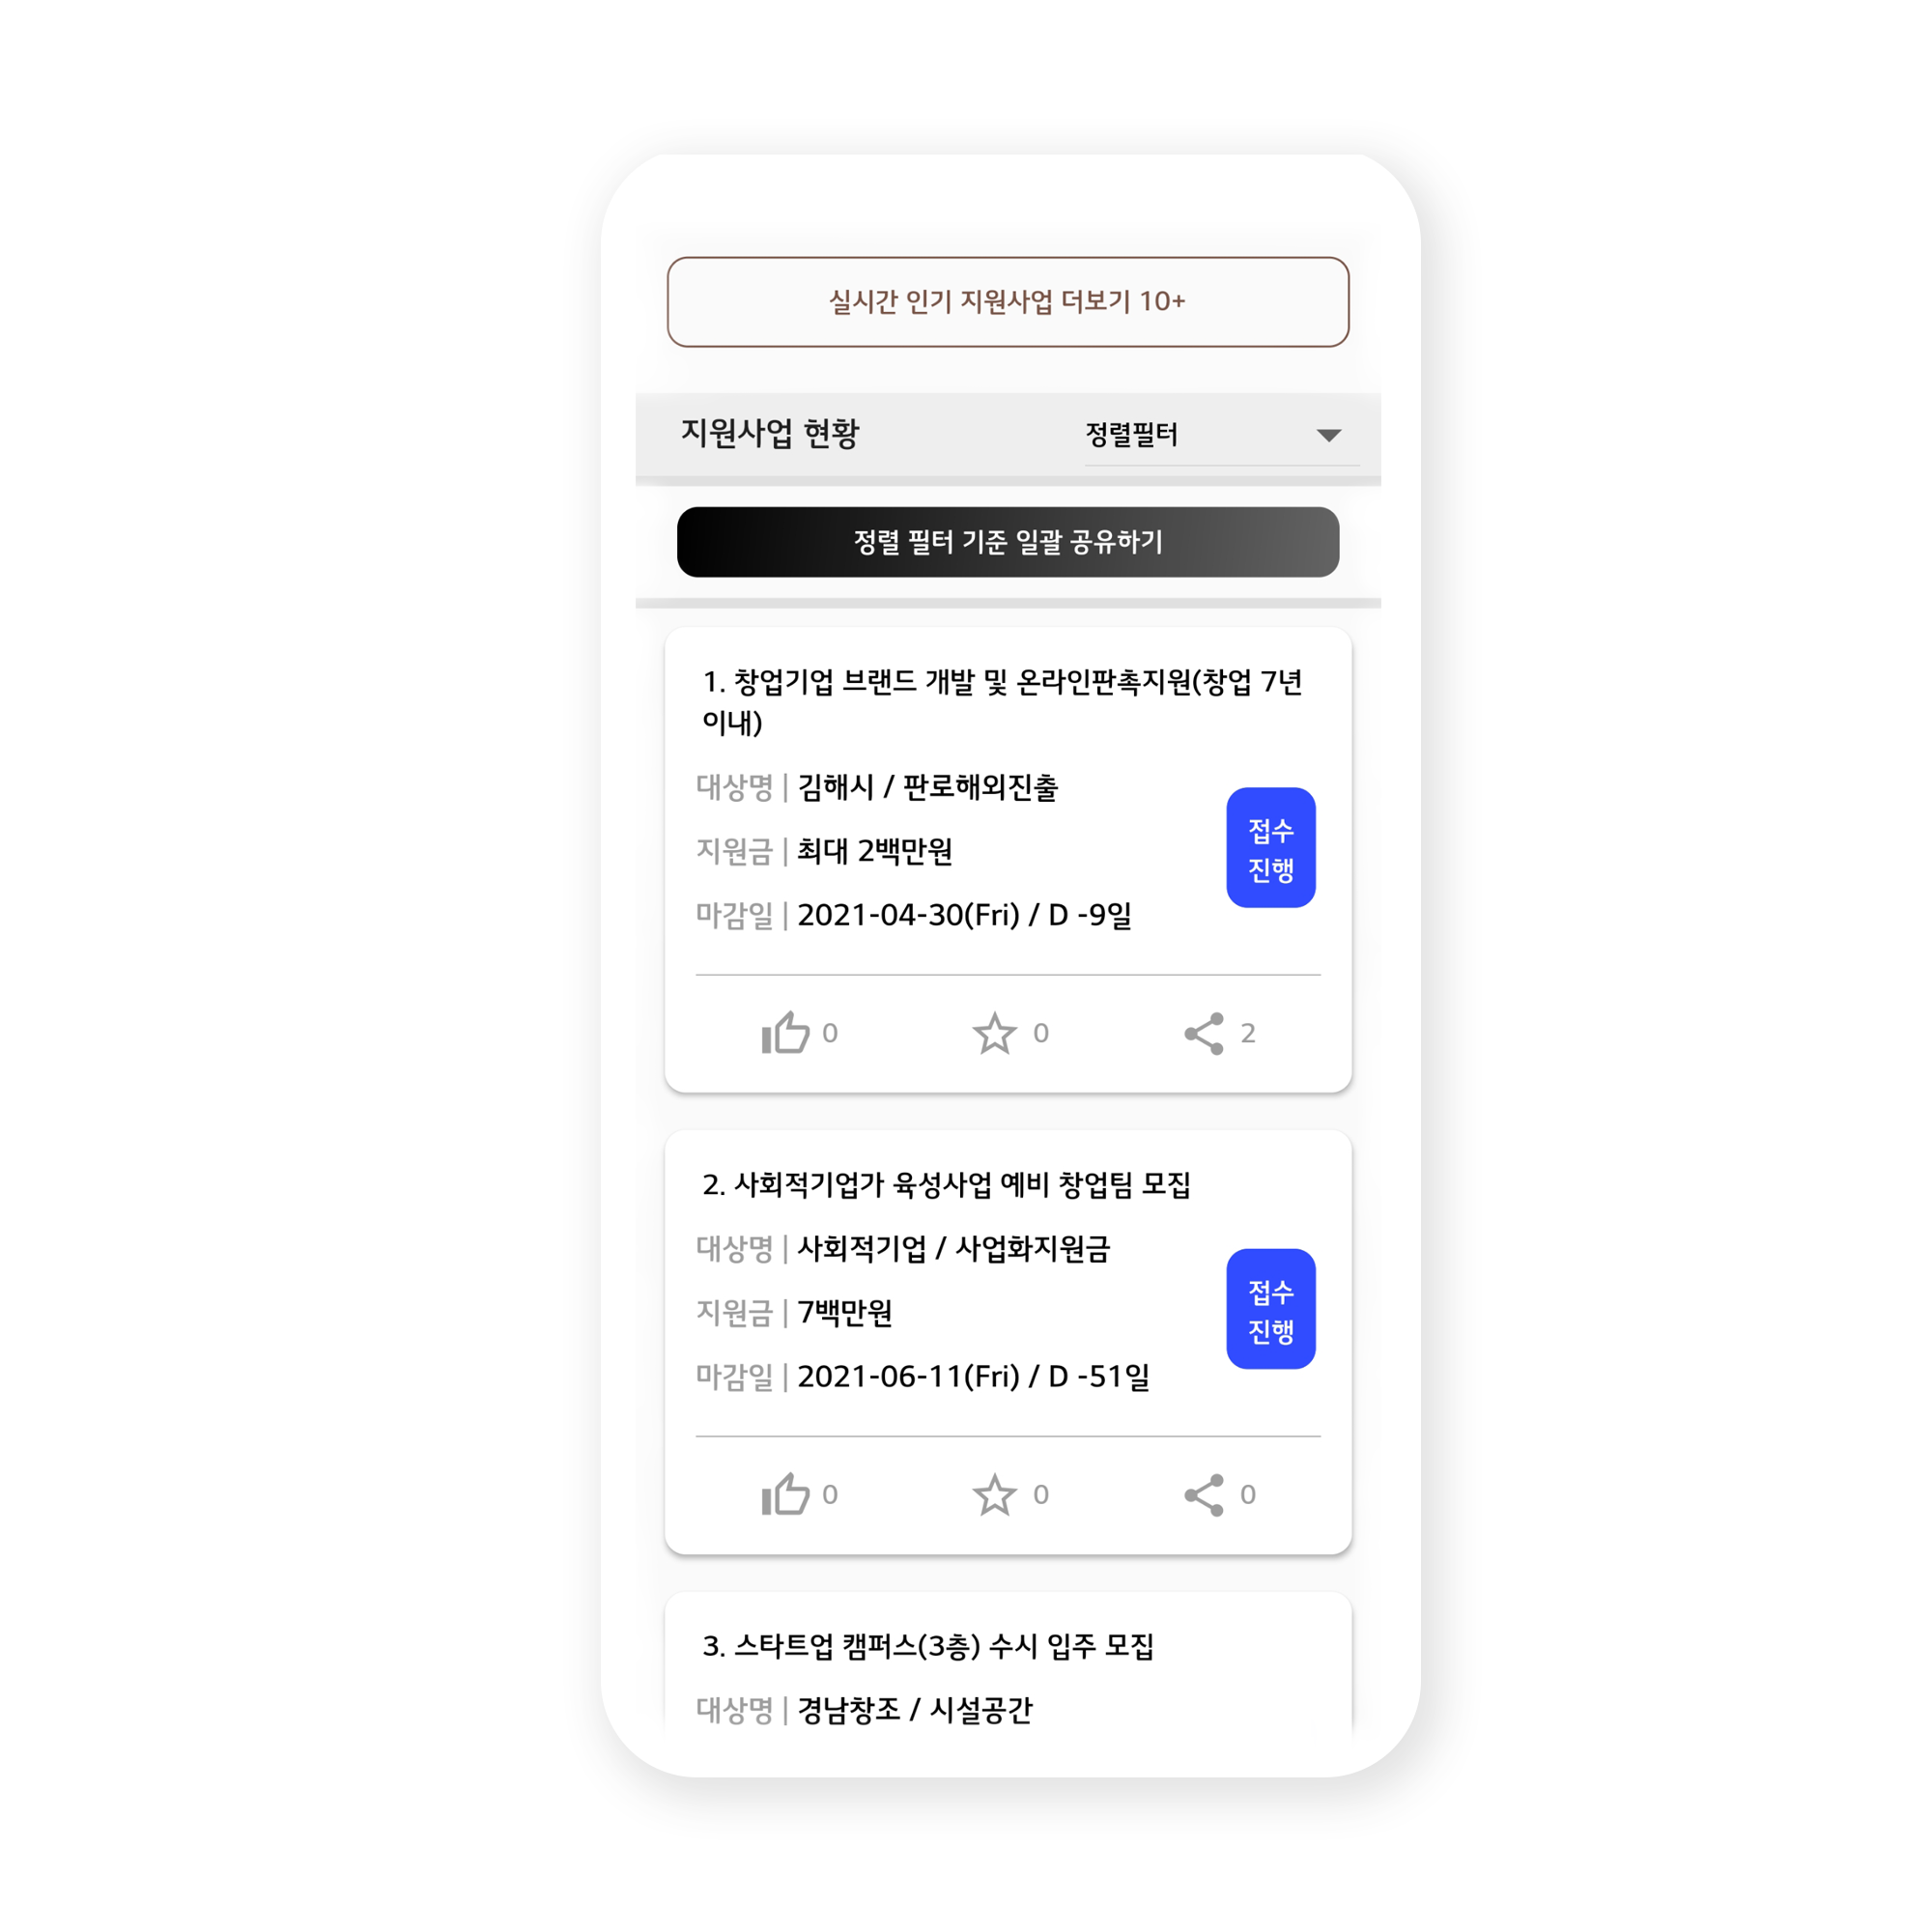 실시간 인기 지원사업 더보기 10+
지원사업 현황 정렬필터
정렬 필터 기준 일괄 공유하기
1. 창업기업 브랜드 개발 및 온라인판촉지원(창업 7년
이내)
대상명 | 김해시 / 판로해외진출
지원금 | 최대 2백만원
마감일 | 2021-04-30(Fri) / D -9일
접수
진행
0 0 2
2. 사회적기업가 육성사업 예비 창업팀 모집
대상명 | 사회적기업 / 사업화지원금
지원금 | 7백만원
마감일 | 2021-06-11(Fri) / D -51일
접수
진행
0 0 0
3. 스타트업 캠퍼스(3층) 수시 입주 모집
대상명 | 경남창조 / 시설공간